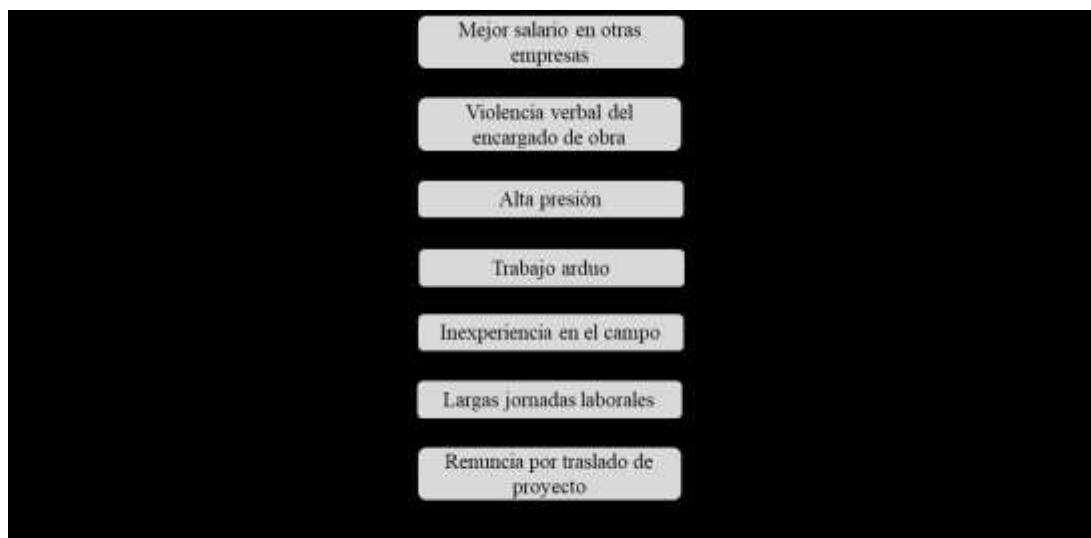 Mejor salario en otras
empresas
Violencia verbal del
encargado de obra
Alta presión
Trabajo arduo
Inexperiencia en el campo
Largas jornadas laborales
Renuncia por traslado de
proyecto